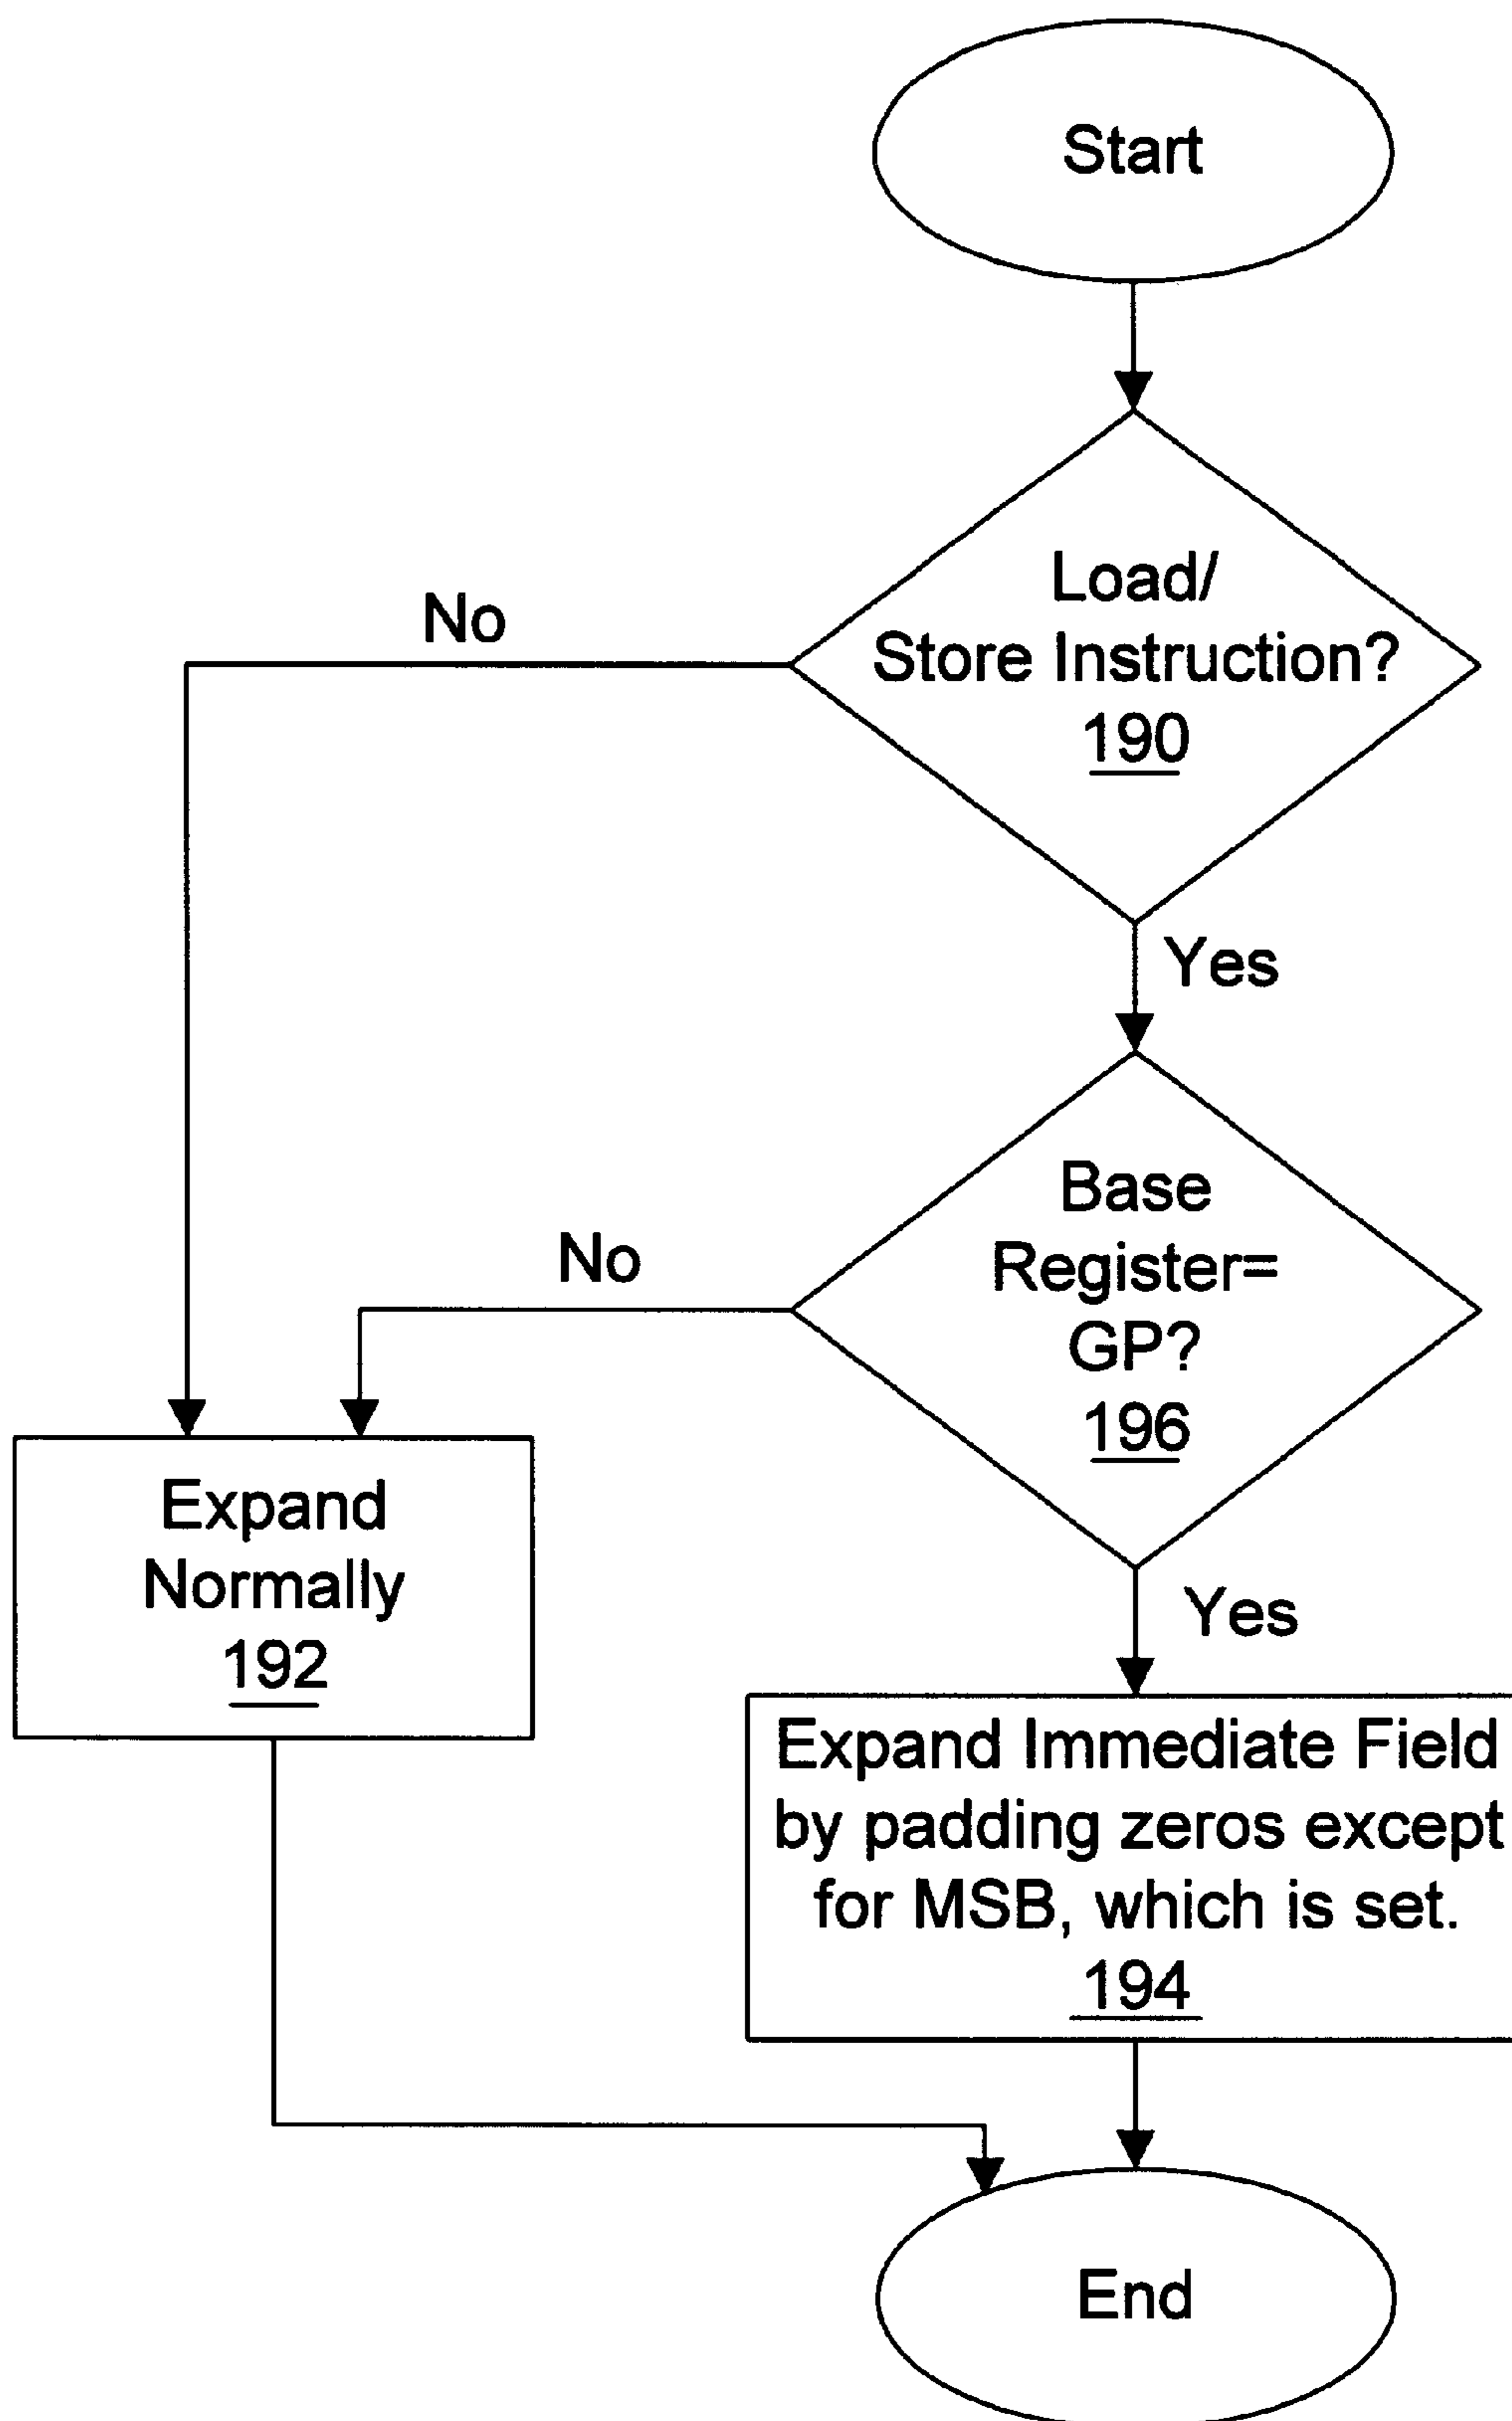 Start
Load/
Store Instruction?
190
No
Yes
Base
Register=
GP?
196
No
Yes
Expand
Normally
192
Expand Immediate Field
by padding zeros except
for MSB, which is set.
194
End